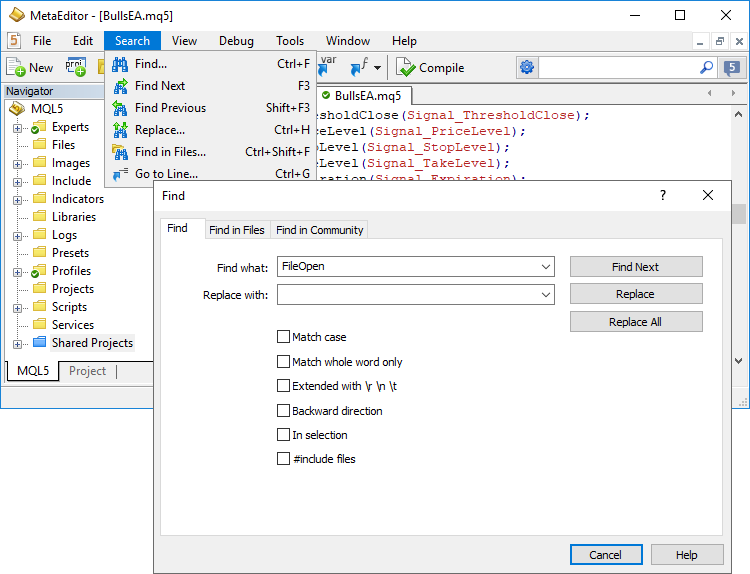 MetaEditor - [BullsEA.mq5]
File Edit Search View Debug Tools Window Help
New proj var f Compile 5
Find... Ctrl+F
Find Next F3
Find Previous Shift+F3
Replace... Ctrl+H
Find in Files... Ctrl+Shift+F
Go to Line... Ctrl+G
Navigator
MQL5
Experts
Files
Images
Include
Indicators
Libraries
Logs
Presets
Profiles
Projects
Scripts
Services
Shared Projects
MQL5 Project
BullsEA.mq5
sholdClose(Signal_ThresholdClose);
eLevel(Signal_PriceLevel);
Level(Signal_StopLevel);
eLevel(Signal_TakeLevel);
ration(Signal_Expiration);
Find ?
Find Find in Files Find in Community
Find what: FileOpen Find Next
Replace with: Replace
Replace All
Match case
Match whole word only
Extended with \r \n \t
Backward direction
In selection
#include files
Cancel Help